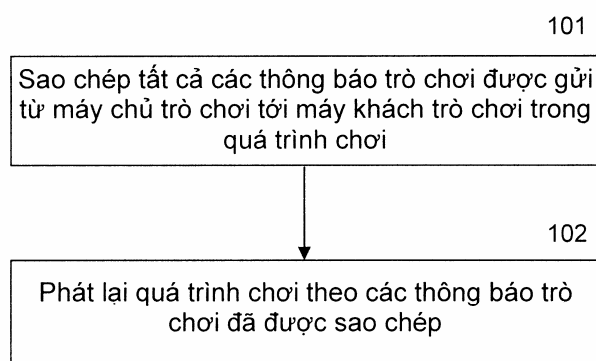 101
Sao chép tất cả các thông báo trò chơi được gửi
từ máy chủ trò chơi tới máy khách trò chơi trong
quá trình chơi
102
Phát lại quá trình chơi theo các thông báo trò
chơi đã được sao chép